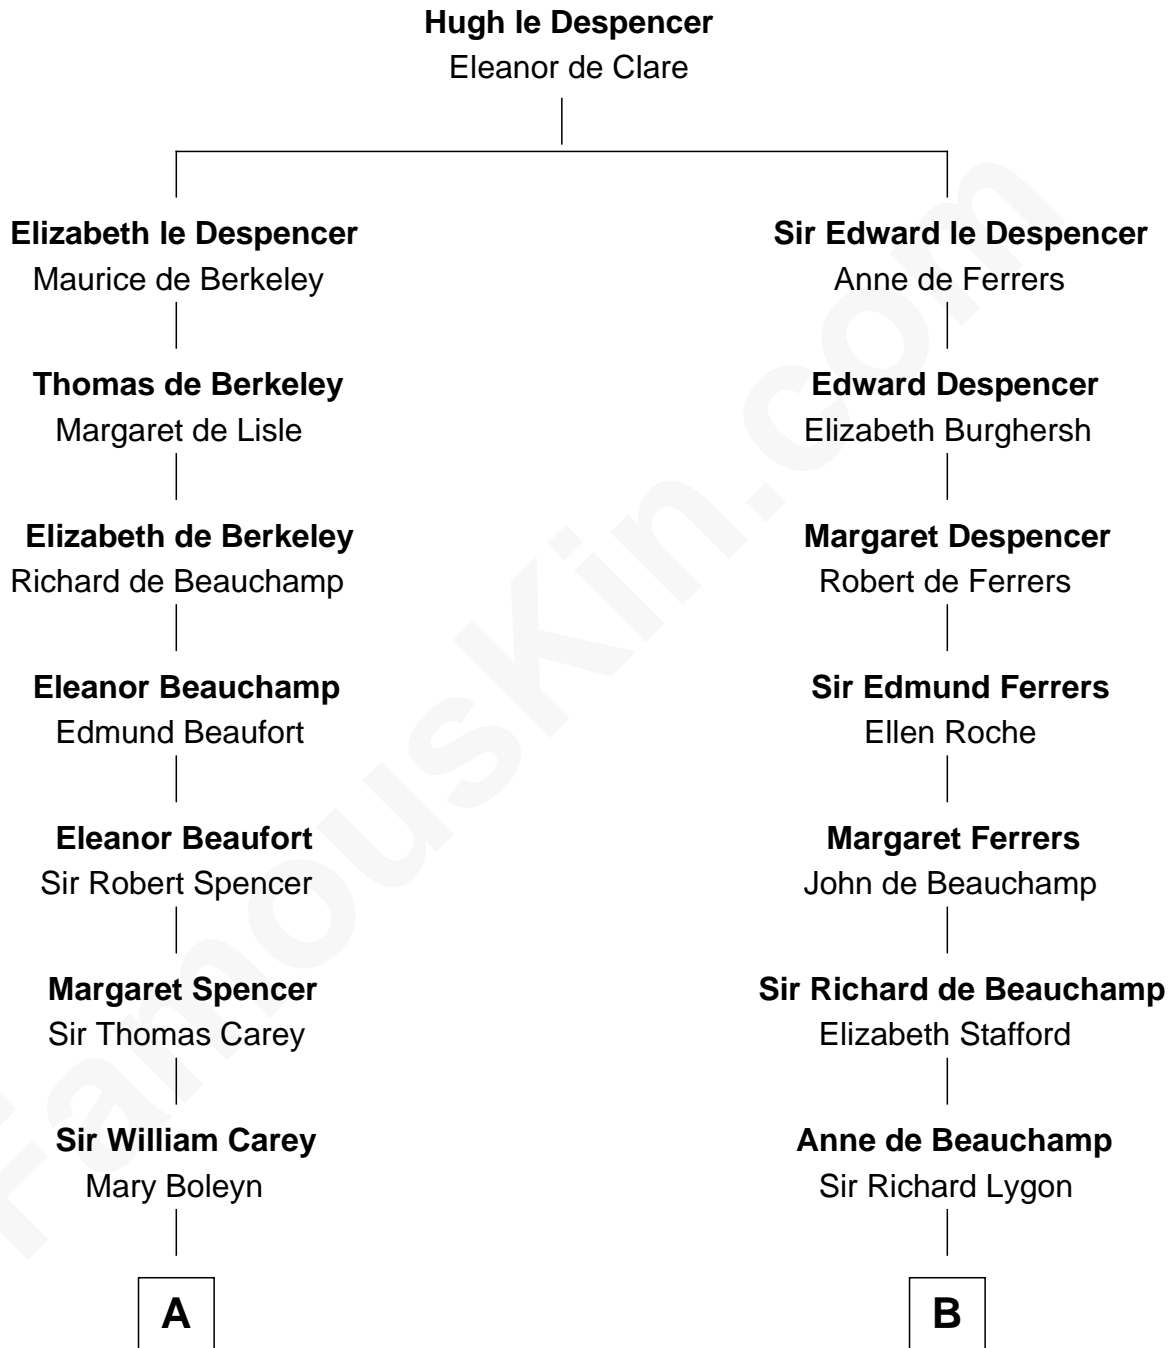 Hugh le Despencer
Eleanor de Clare
Elizabeth le Despencer
Maurice de Berkeley
Sir Edward le Despencer
Anne de Ferrers
Thomas de Berkeley
Margaret de Lisle
Edward Despencer
Elizabeth Burghersh
Elizabeth de Berkeley
Richard de Beauchamp
Margaret Despencer
Robert de Ferrers
Eleanor Beauchamp
Edmund Beaufort
Sir Edmund Ferrers
Ellen Roche
Eleanor Beaufort
Sir Robert Spencer
Margaret Ferrers
John de Beauchamp
Margaret Spencer
Sir Thomas Carey
Sir Richard de Beauchamp
Elizabeth Stafford
Sir William Carey
Mary Boleyn
Anne de Beauchamp
Sir Richard Lygon
A
B
FamousKin.com